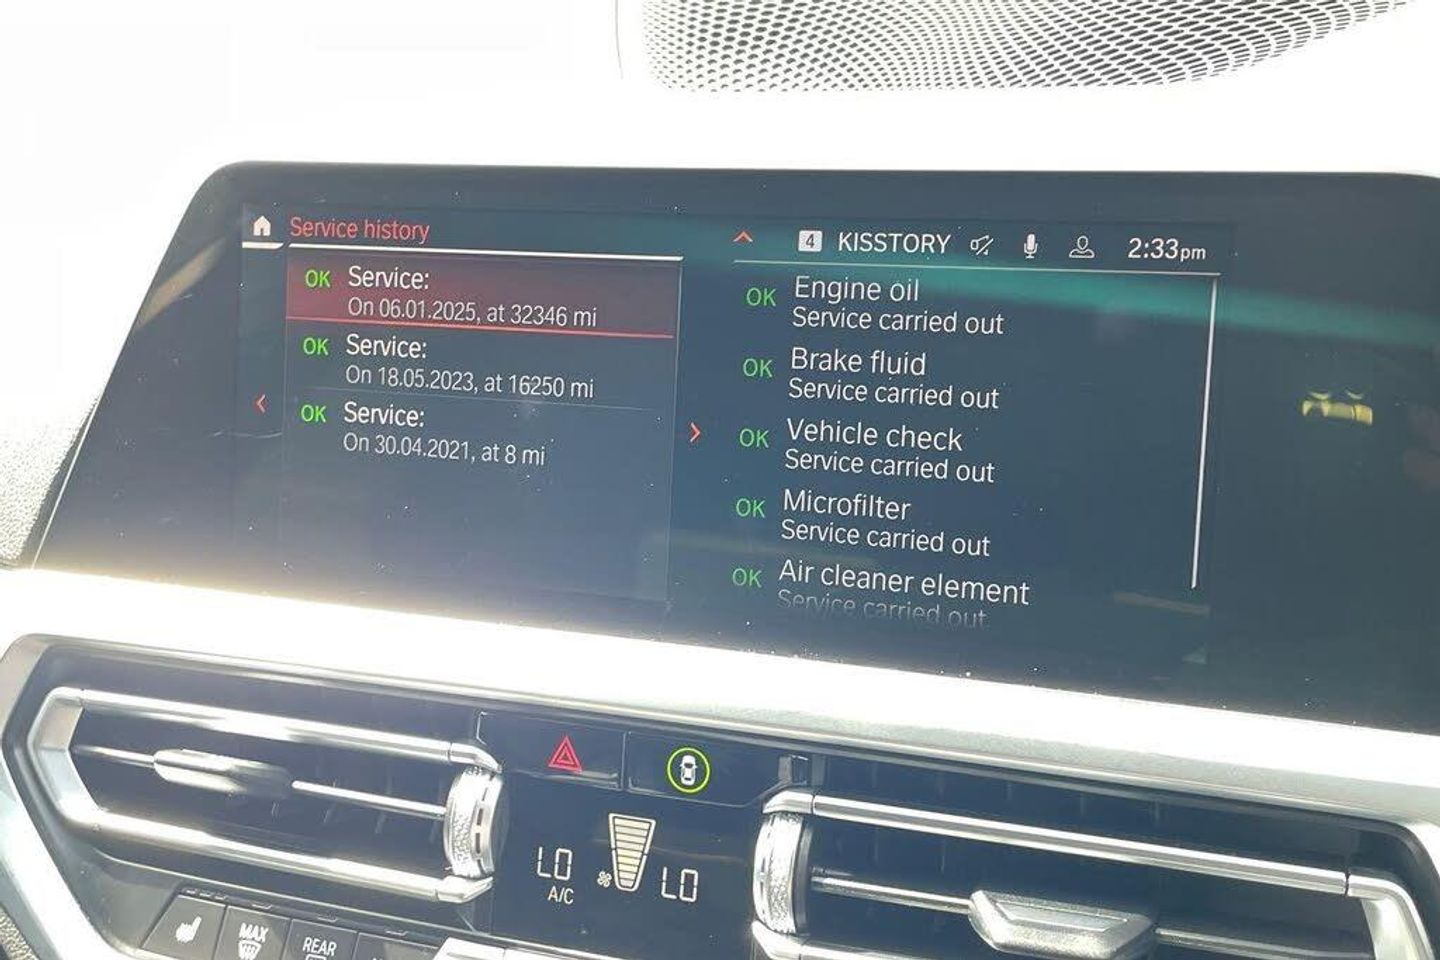 Service history
4 KISSTORY 2:33pm
OK Service:
On 06.01.2025, at 32346 mi
OK Service:
On 18.05.2023, at 16250 mi
OK Service:
On 30.04.2021, at 8 mi
OK Engine oil
Service carried out
OK Brake fluid
Service carried out
OK Vehicle check
Service carried out
OK Microfilter
Service carried out
OK Air cleaner element
Service carried out
LO
A/C
LO
MAX
REAR